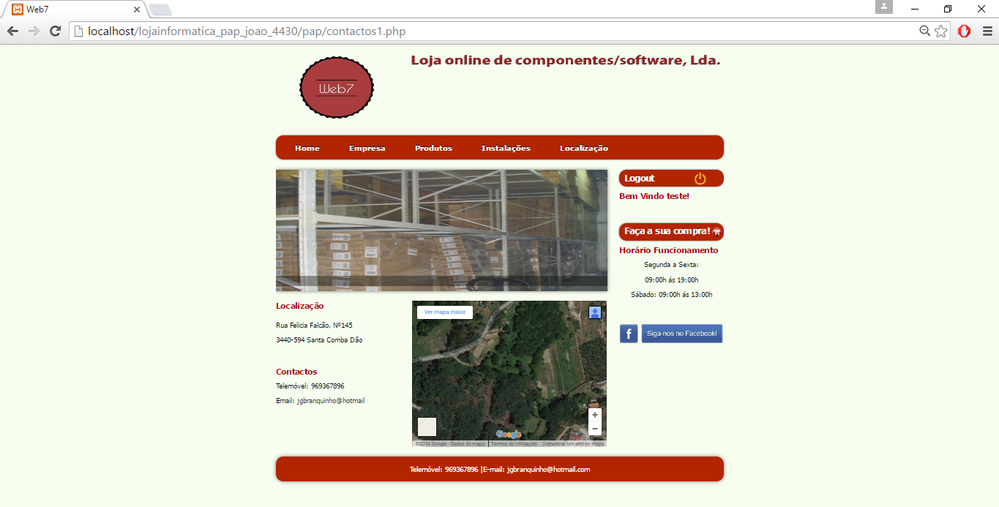 Web7
localhost/lojainformatica_pap_joao_4430/pap/contactos1.php
Web7
Loja online de componentes/software, Lda.
Home Empresa Produtos Instalações Localização
Logout
Bem Vindo teste!
Faça a sua compra!
Horário Funcionamento
Segunda a Sexta:
09:00h ás 19:00h
Sábado: 09:00h ás 13:00h
f Siga-nos no Facebook!
Localização
Rua Felicia Falcão, Nº145
3440-594 Santa Comba Dão
Contactos
Telemóvel: 969367896
Email: jgbranquinho@hotmail
Ver mapa maior
+
−
Google
©2016 Google - Dados do mapa Termos de Utilização Comunicar um erro no mapa
Telemóvel: 969367896 |E-mail: jgbranquinho@hotmail.com